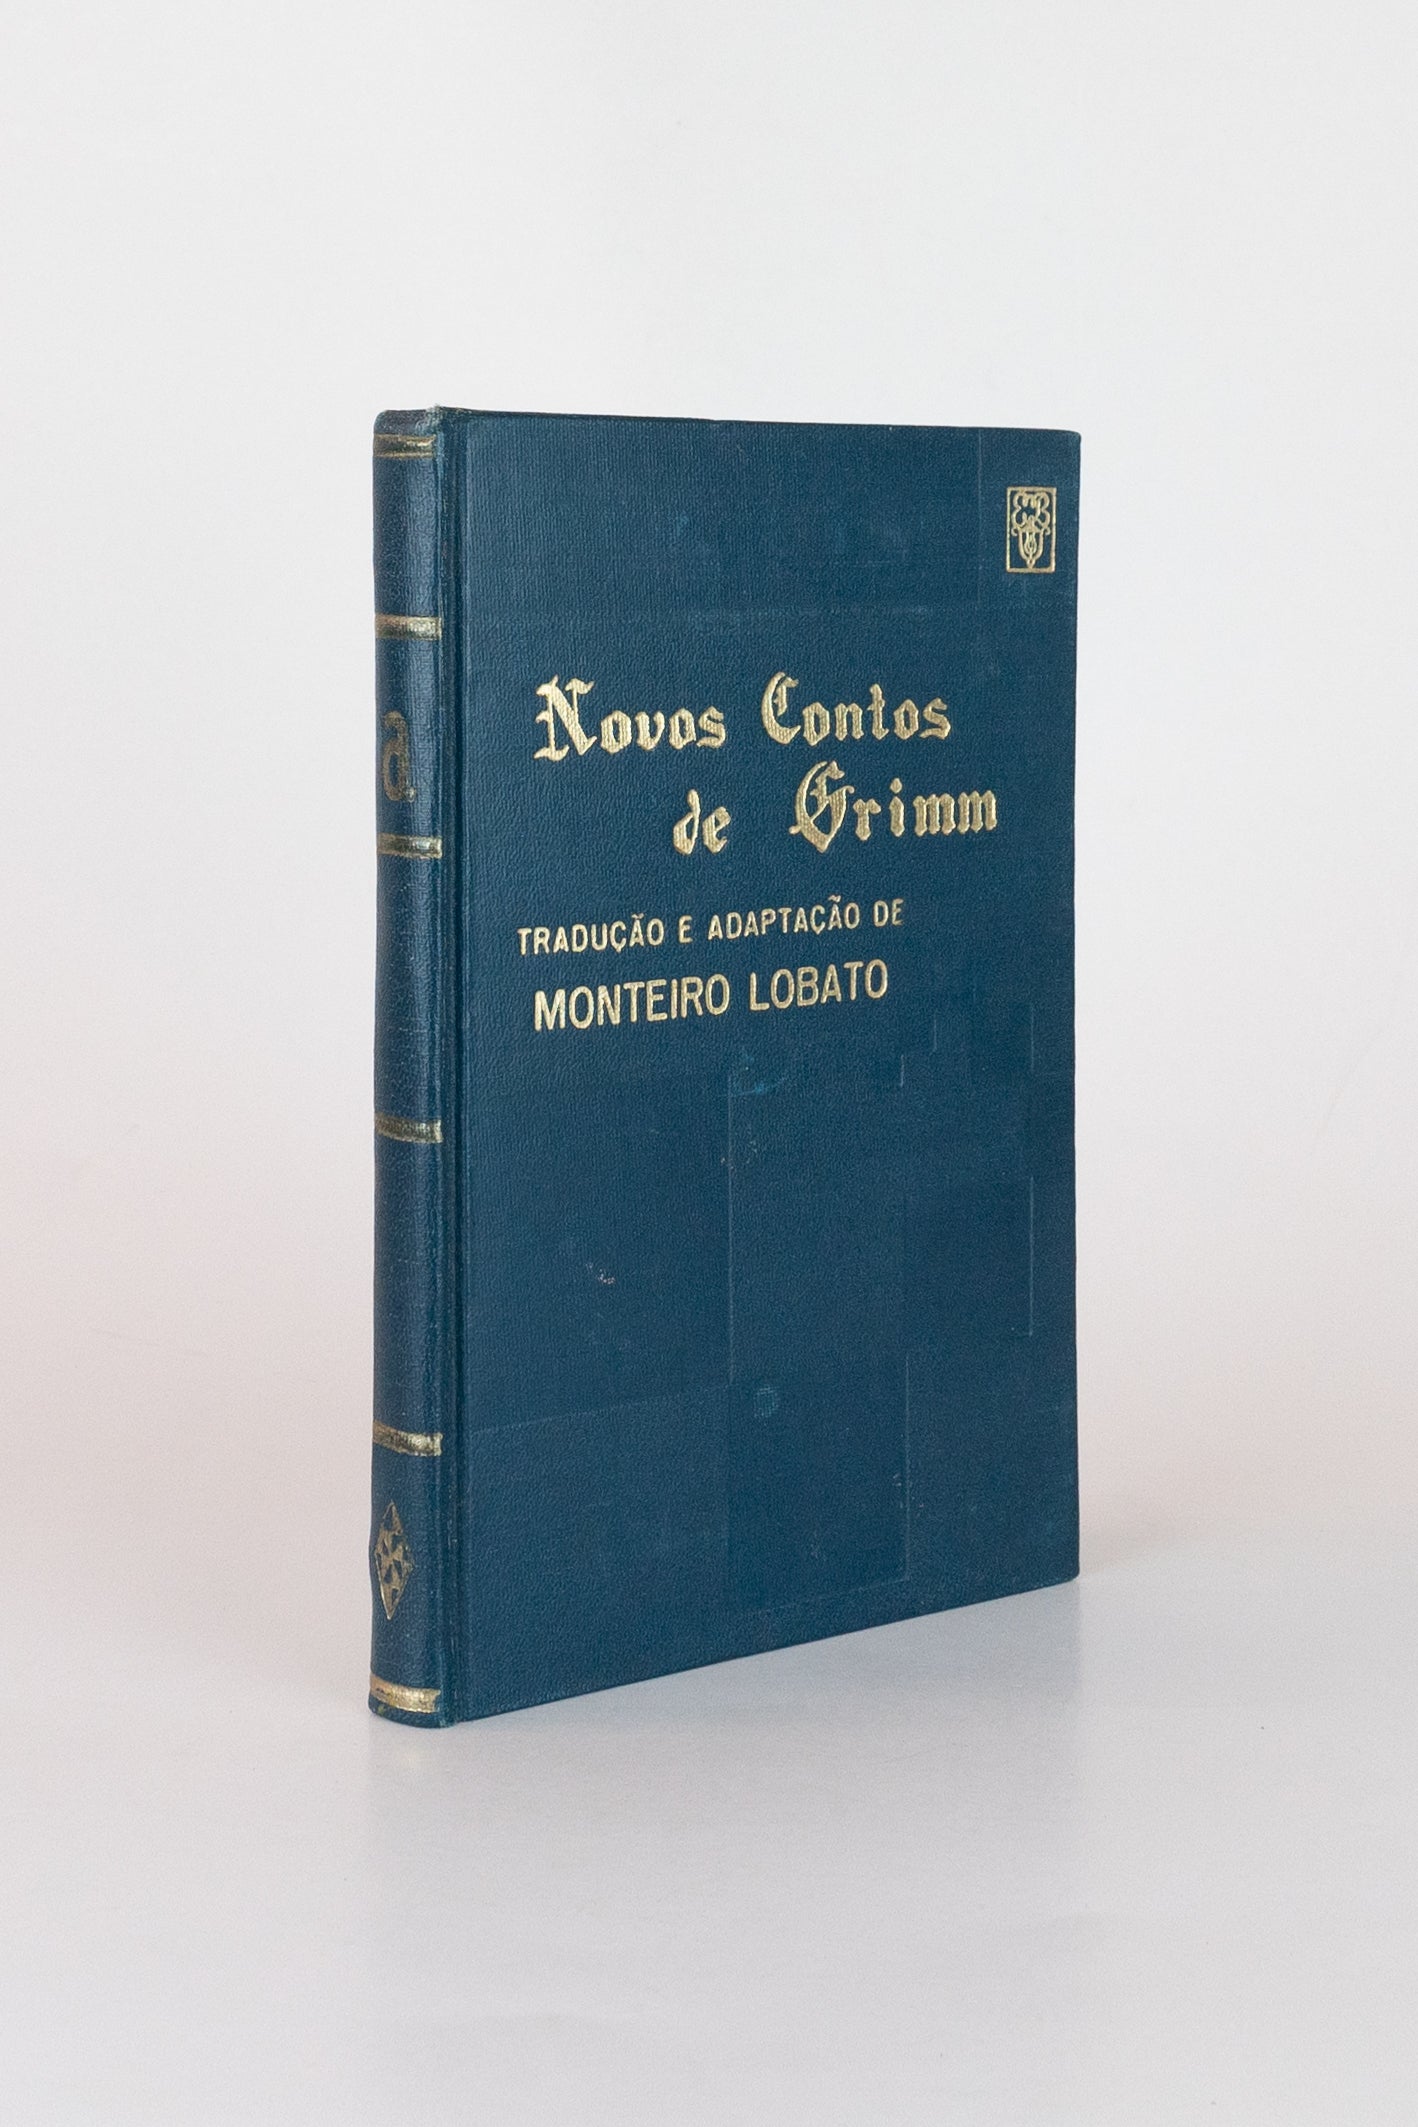 Novos Contos
de Grimm
TRADUÇÃO E ADAPTAÇÃO DE
MONTEIRO LOBATO
a